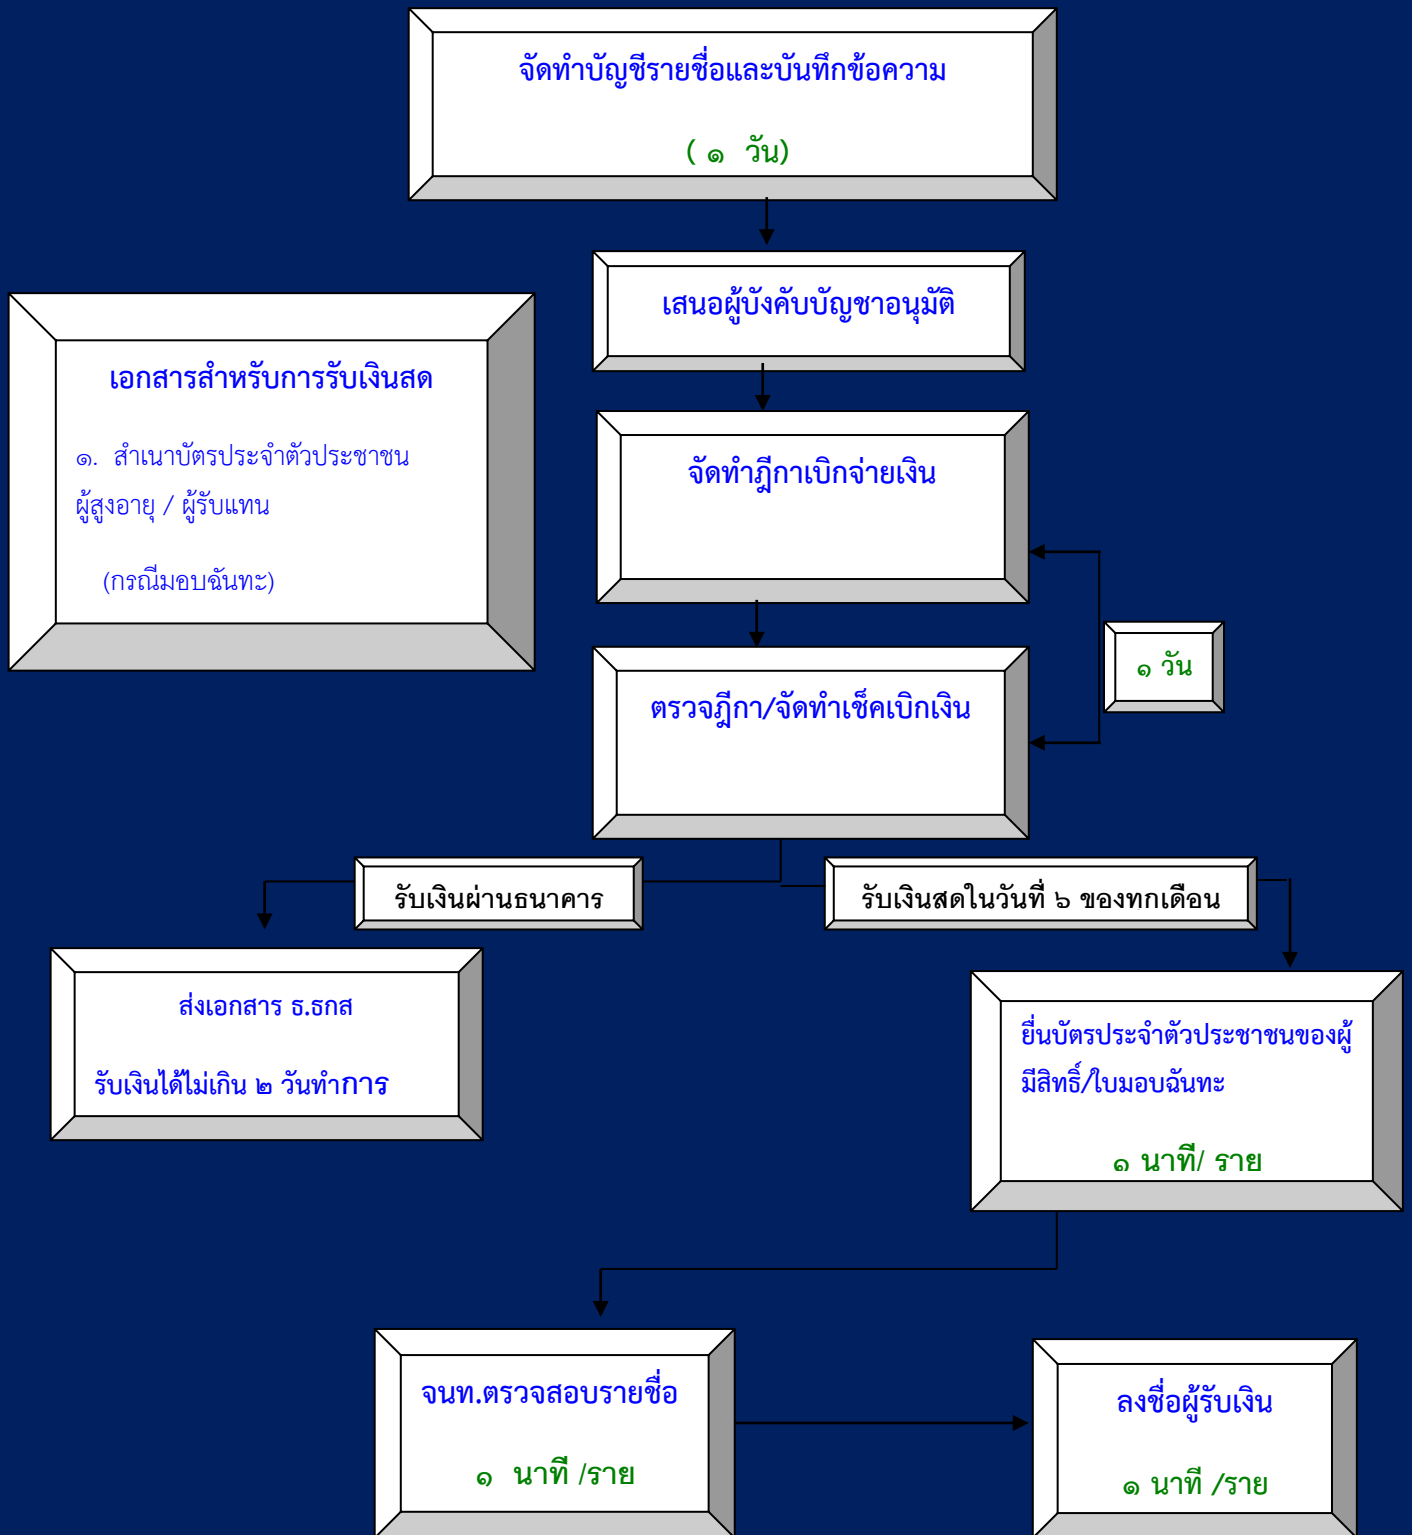 จัดทำบัญชีรายชื่อและบันทึกข้อความ
( ๑ วัน)
เสนอผู้บังคับบัญชาอนุมัติ
เอกสารสำหรับการรับเงินสด
๑. สำเนาบัตรประจำตัวประชาชน
ผู้สูงอายุ / ผู้รับแทน
(กรณีมอบฉันทะ)
จัดทำฎีกาเบิกจ่ายเงิน
๑ วัน
ตรวจฎีกา/จัดทำเช็คเบิกเงิน
รับเงินผ่านธนาคาร
รับเงินสดในวันที่ ๖ ของทกเดือน
ส่งเอกสาร ธ.ธกส
รับเงินได้ไม่เกิน ๒ วันทำการ
ยื่นบัตรประจำตัวประชาชนของผู้
มีสิทธิ์/ใบมอบฉันทะ
๑ นาที/ ราย
จนท.ตรวจสอบรายชื่อ
๑ นาที /ราย
ลงชื่อผู้รับเงิน
๑ นาที /ราย